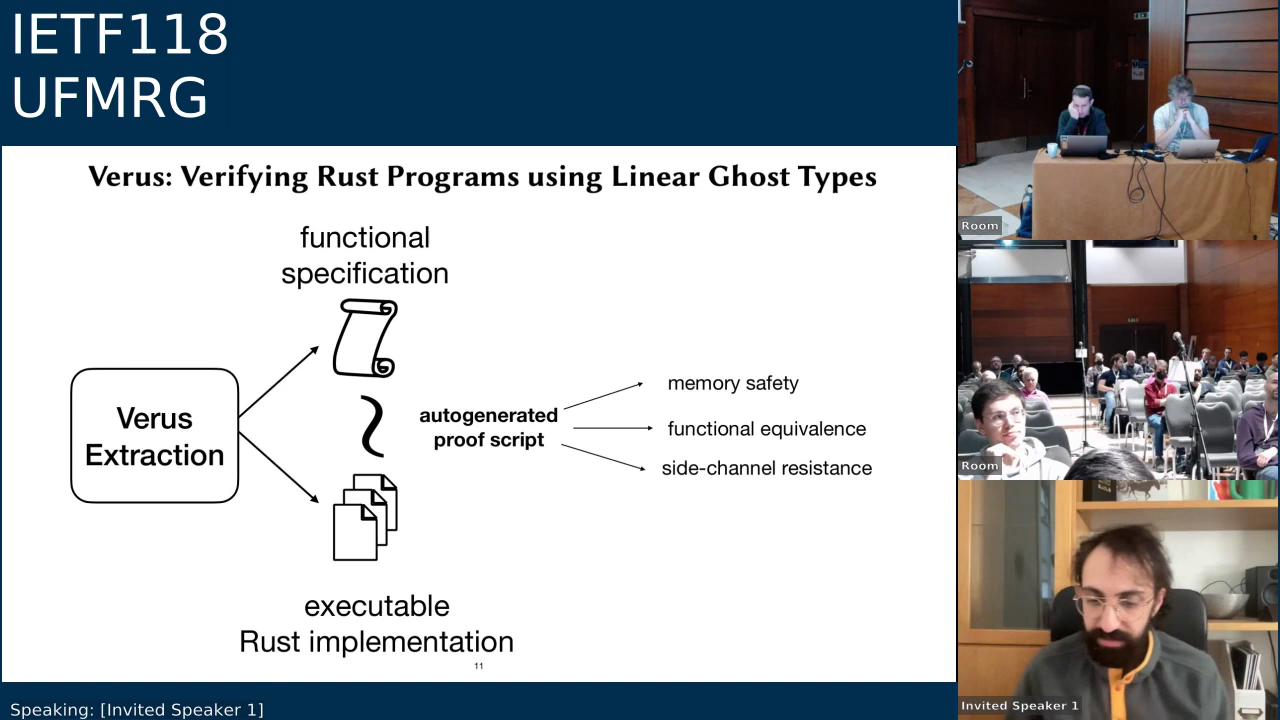 IETF118
UFMRG
Verus: Verifying Rust Programs using Linear Ghost Types
functional
specification
Verus
Extraction
autogenerated
proof script
memory safety
functional equivalence
side-channel resistance
executable
Rust implementation
11
Room
Room
Invited Speaker 1
Speaking: [Invited Speaker 1]